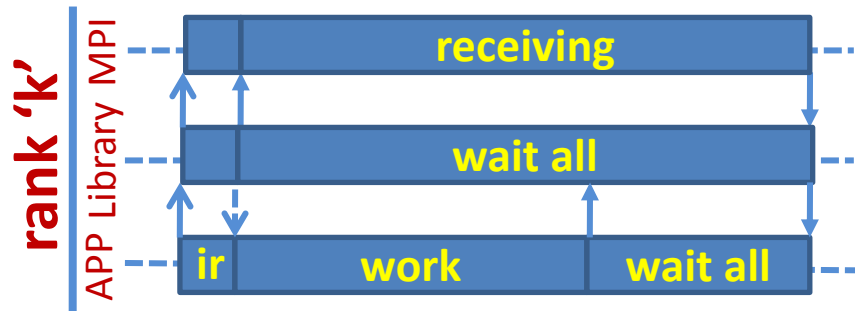 rank ‘k’
MPI
receiving
Library
wait all
APP
ir
work
wait all